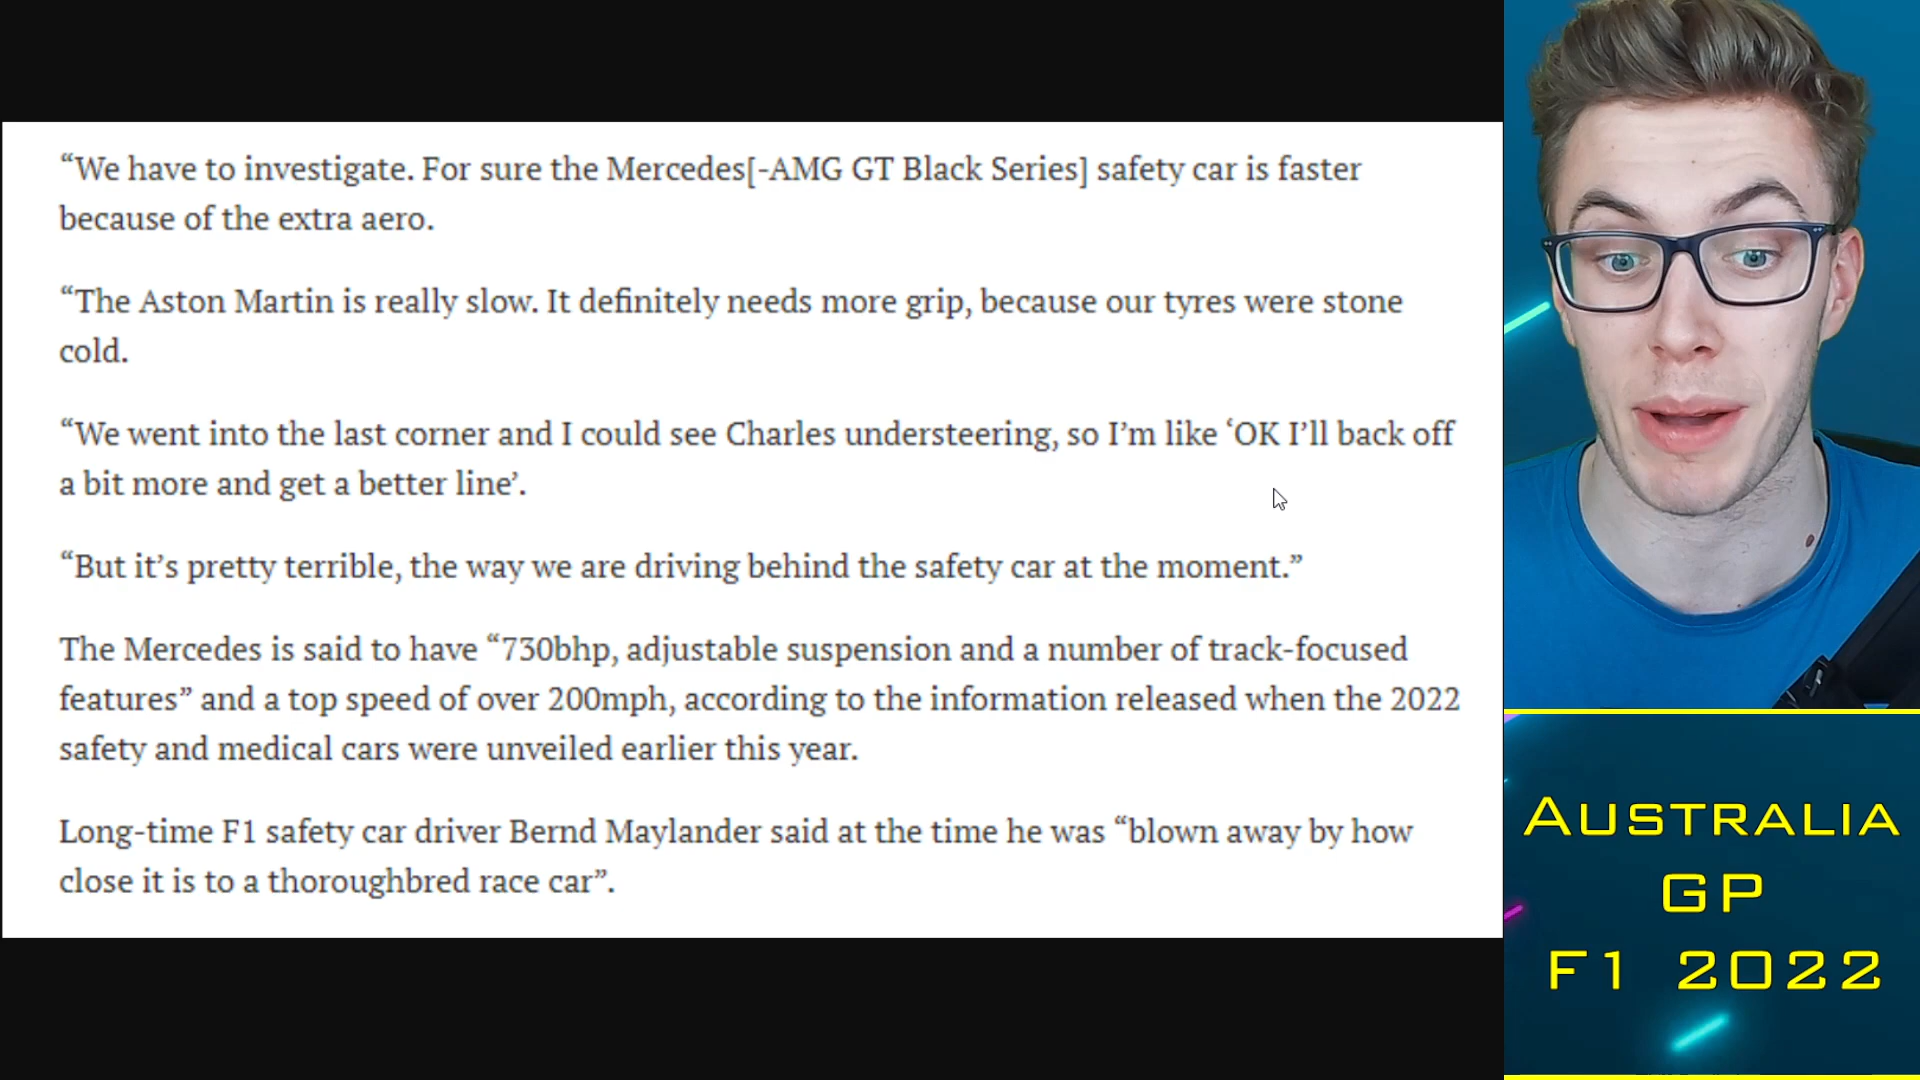 “We have to investigate. For sure the Mercedes[-AMG GT Black Series] safety car is faster
because of the extra aero.
“The Aston Martin is really slow. It definitely needs more grip, because our tyres were stone
cold.
“We went into the last corner and I could see Charles understeering, so I’m like ‘OK I’ll back off
a bit more and get a better line’.
“But it’s pretty terrible, the way we are driving behind the safety car at the moment.”
The Mercedes is said to have “730bhp, adjustable suspension and a number of track-focused
features” and a top speed of over 200mph, according to the information released when the 2022
safety and medical cars were unveiled earlier this year.
Long-time F1 safety car driver Bernd Maylander said at the time he was “blown away by how
close it is to a thoroughbred race car”.
AUSTRALIA
GP
F1 2022